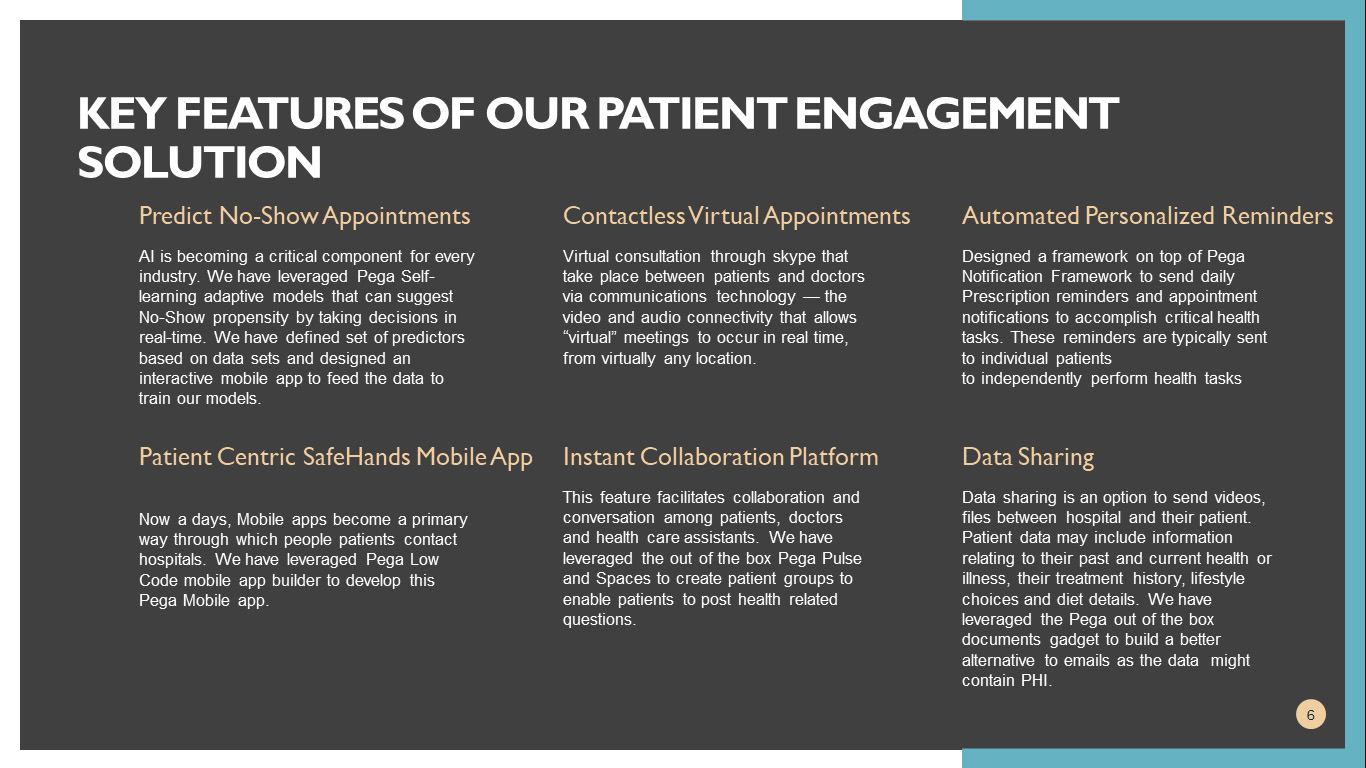 KEY FEATURES OF OUR PATIENT ENGAGEMENT
SOLUTION
Predict No-Show Appointments
AI is becoming a critical component for every
industry. We have leveraged Pega Self-
learning adaptive models that can suggest
No-Show propensity by taking decisions in
real-time. We have defined set of predictors
based on data sets and designed an
interactive mobile app to feed the data to
train our models.
Contactless Virtual Appointments
Virtual consultation through skype that
take place between patients and doctors
via communications technology — the
video and audio connectivity that allows
“virtual” meetings to occur in real time,
from virtually any location.
Automated Personalized Reminders
Designed a framework on top of Pega
Notification Framework to send daily
Prescription reminders and appointment
notifications to accomplish critical health
tasks. These reminders are typically sent
to individual patients
to independently perform health tasks
Patient Centric SafeHands Mobile App
Now a days, Mobile apps become a primary
way through which people patients contact
hospitals. We have leveraged Pega Low
Code mobile app builder to develop this
Pega Mobile app.
Instant Collaboration Platform
This feature facilitates collaboration and
conversation among patients, doctors
and health care assistants. We have
leveraged the out of the box Pega Pulse
and Spaces to create patient groups to
enable patients to post health related
questions.
Data Sharing
Data sharing is an option to send videos,
files between hospital and their patient.
Patient data may include information
relating to their past and current health or
illness, their treatment history, lifestyle
choices and diet details. We have
leveraged the Pega out of the box
documents gadget to build a better
alternative to emails as the data might
contain PHI.
6